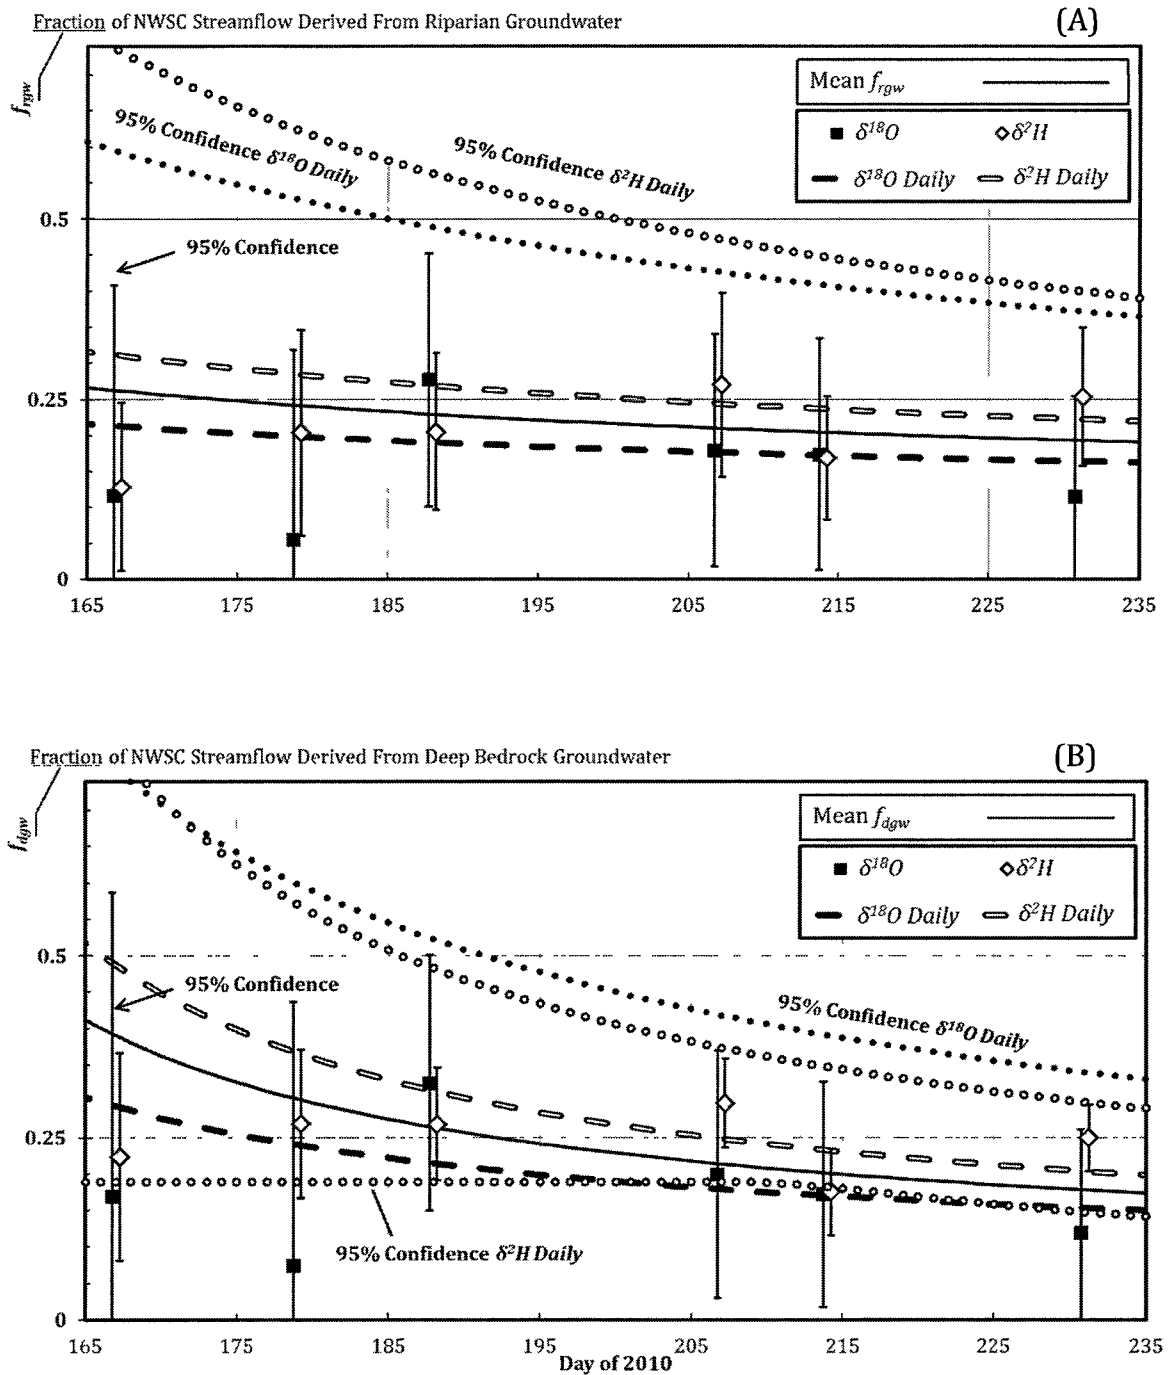 Fraction of NWSC Streamflow Derived From Riparian Groundwater
(A)
f_rgw
Mean f_rgw
δ¹⁸O δ²H
δ¹⁸O Daily δ²H Daily
95% Confidence δ¹⁸O Daily
95% Confidence δ²H Daily
0.5
95% Confidence
0.25
0
165 175 185 195 205 215 225 235
Fraction of NWSC Streamflow Derived From Deep Bedrock Groundwater
(B)
f_dgw
Mean f_dgw
δ¹⁸O δ²H
δ¹⁸O Daily δ²H Daily
0.5
95% Confidence
95% Confidence δ¹⁸O Daily
0.25
95% Confidence δ²H Daily
0
165 175 185 195 205 215 225 235
Day of 2010